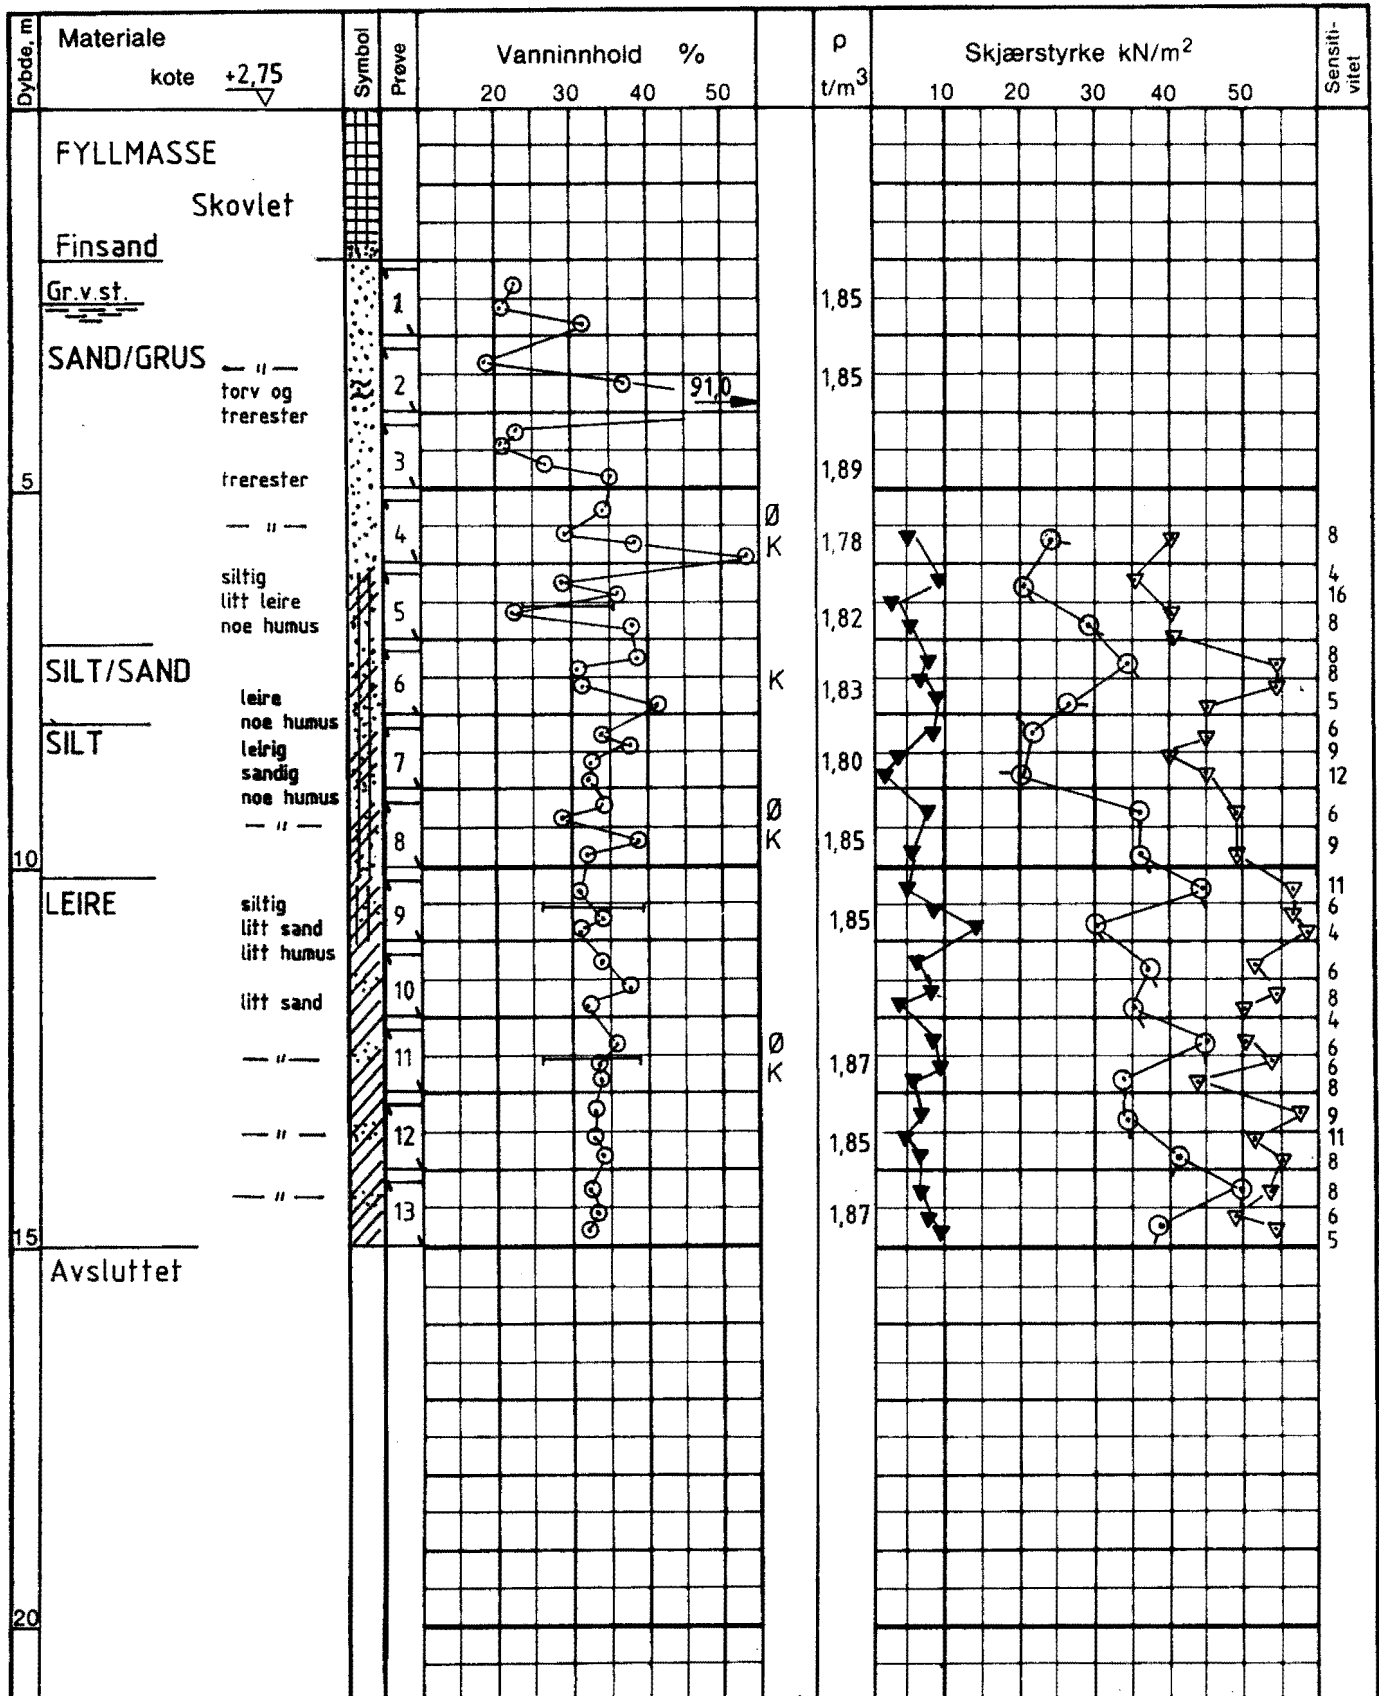 Dybde, m
Materiale
kote +2,75
Symbol
Prøve
Vanninnhold %
20 30 40 50
ρ
t/m³
Skjærstyrke kN/m²
10 20 30 40 50
Sensiti-
vitet
FYLLMASSE
Skovlet
Finsand
Gr.v.st.
1
1,85
SAND/GRUS
— " —
2
1,85
torv og
91,0
trerester
3
1,89
trerester
5
— " —
Ø
4
K
1,78
8
siltig
4
litt leire
5
16
noe humus
1,82
8
SILT/SAND
8
8
6
K
1,83
leire
5
noe humus
6
SILT
leirig
9
7
1,80
sandig
12
noe humus
Ø
6
— " —
8
K
1,85
9
10
LEIRE
11
siltig
6
9
1,85
litt sand
4
litt humus
6
10
litt sand
8
4
Ø
6
— " —
11
1,87
6
K
8
9
— " —
12
1,85
11
8
— " —
8
13
1,87
6
15
5
Avsluttet
20